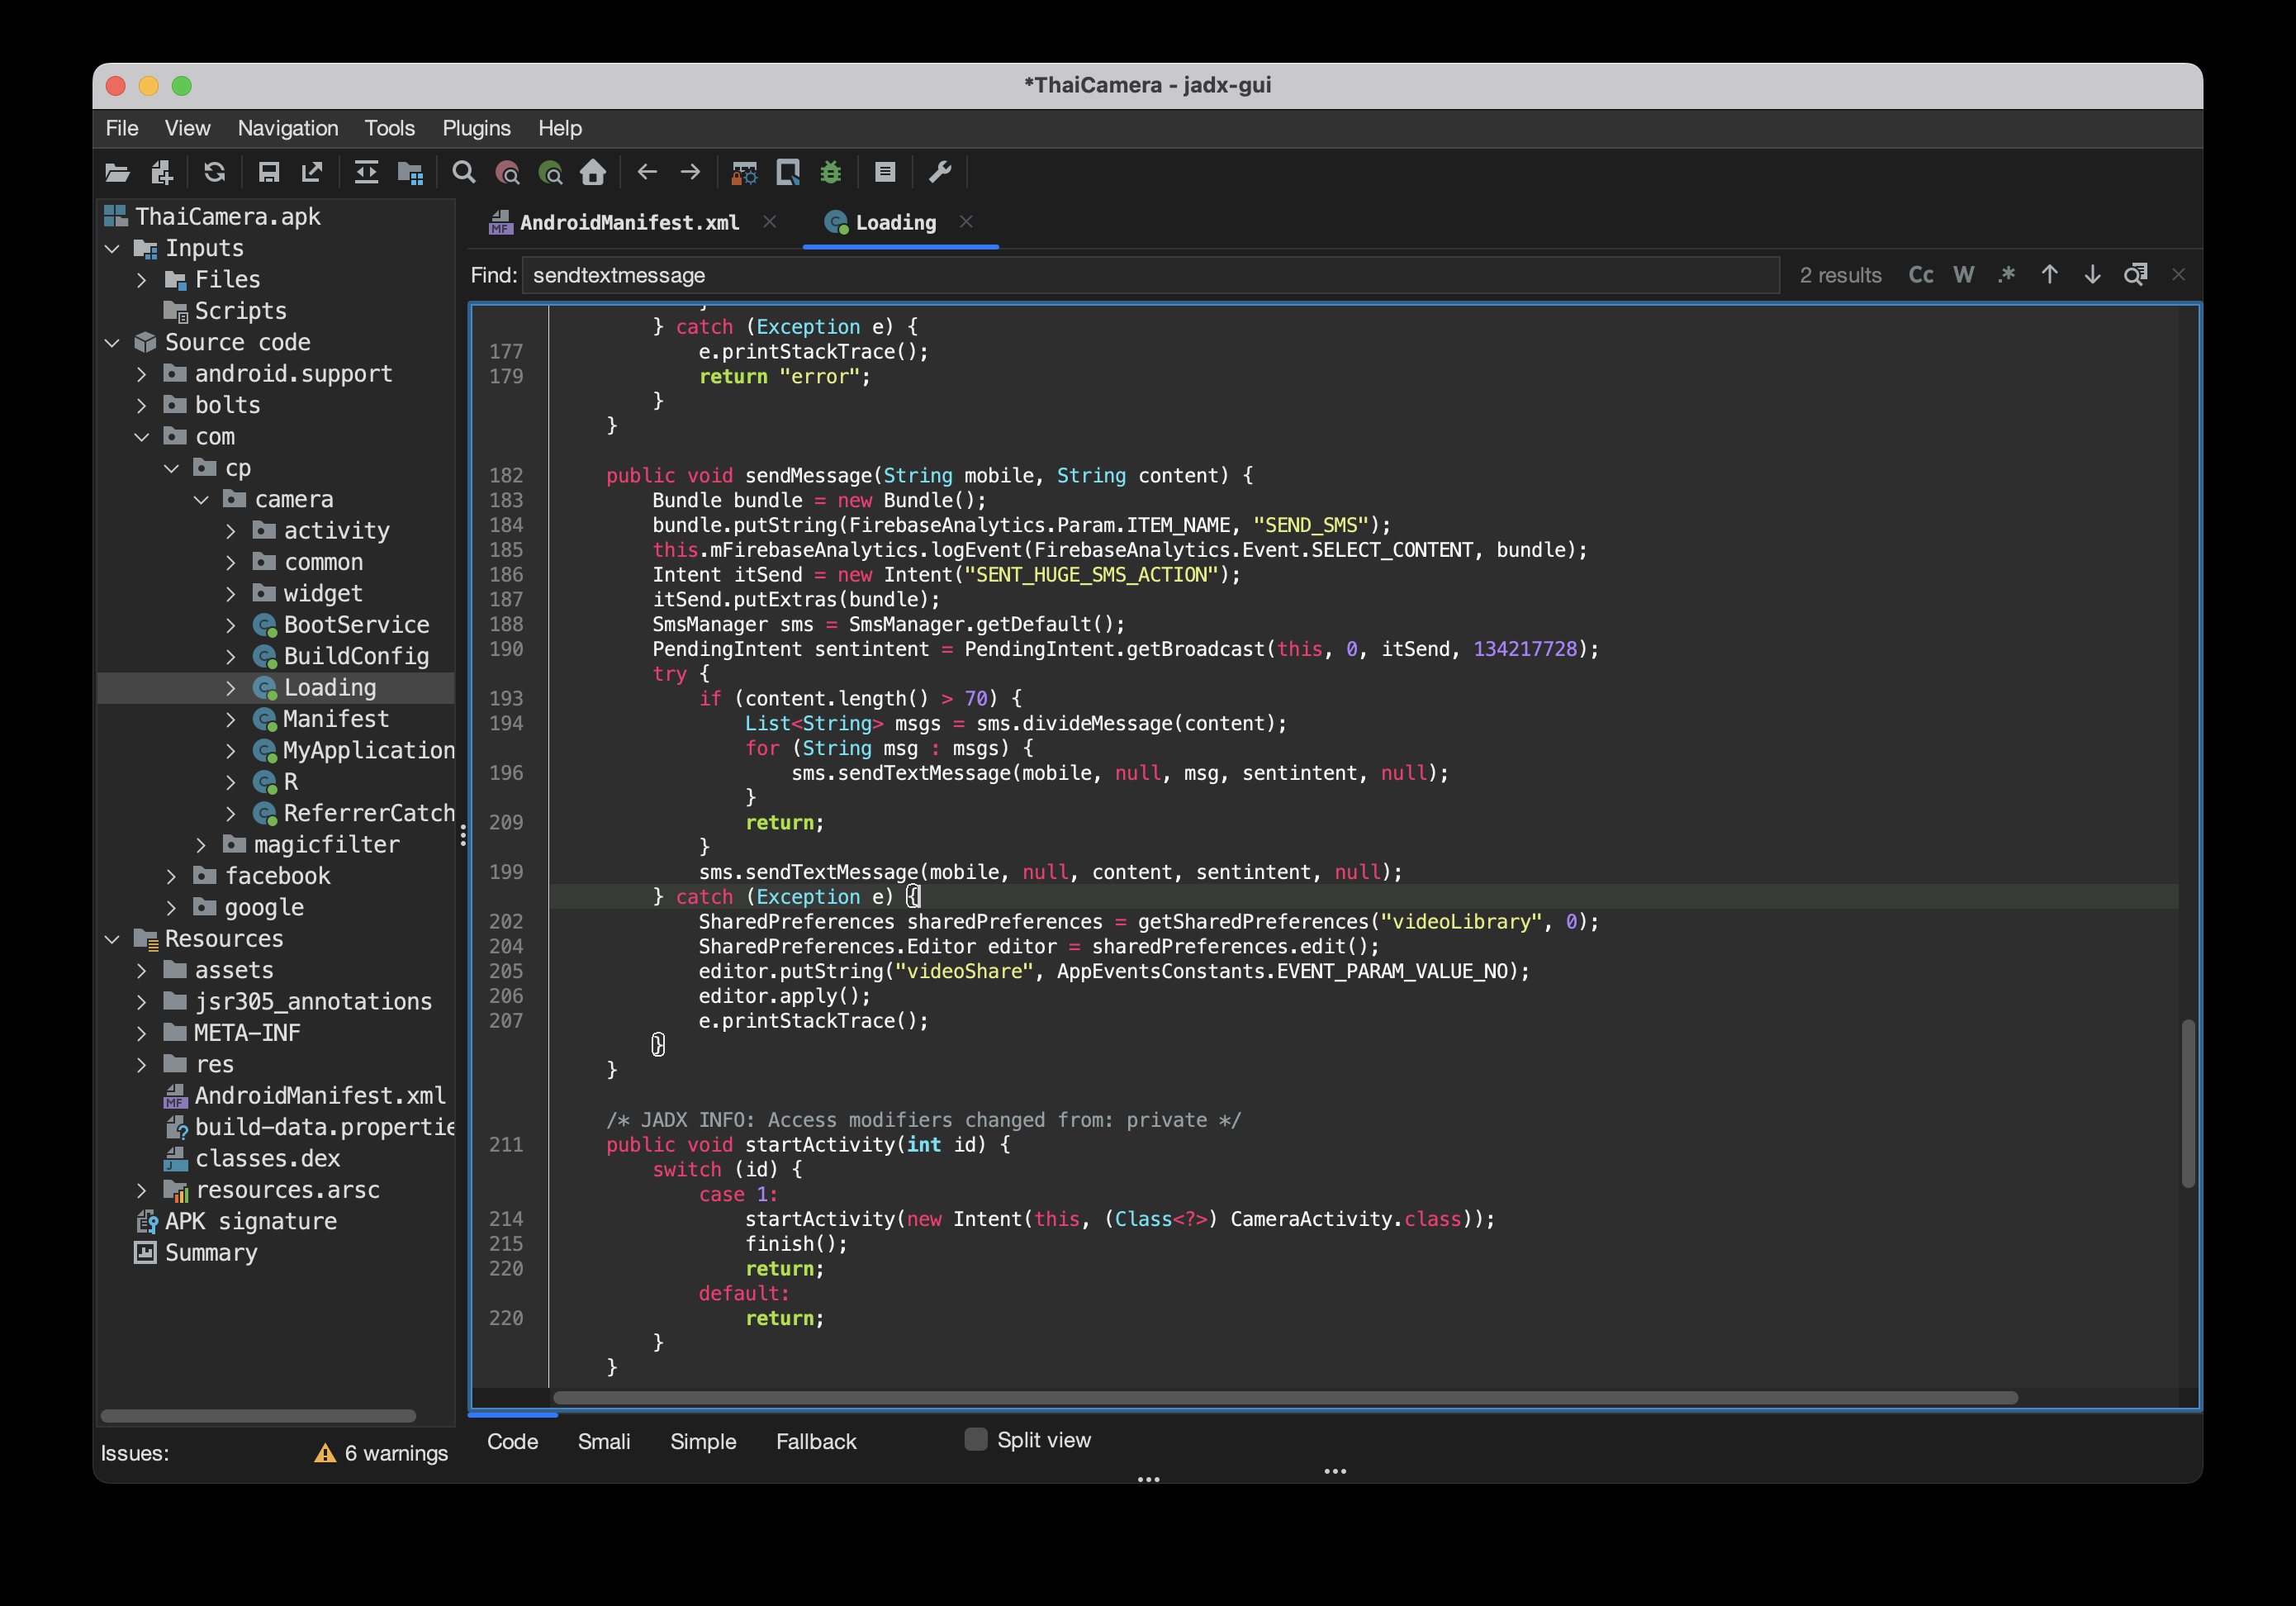 *ThaiCamera - jadx-gui
File View Navigation Tools Plugins Help
ThaiCamera.apk
Inputs
Files
Scripts
Source code
android.support
bolts
com
cp
camera
activity
common
widget
BootService
BuildConfig
Loading
Manifest
MyApplication
R
ReferrerCatch
magicfilter
facebook
google
Resources
assets
jsr305_annotations
META-INF
res
AndroidManifest.xml
build-data.propertie
classes.dex
resources.arsc
APK signature
Summary
Issues: 6 warnings
AndroidManifest.xml Loading
Find: sendtextmessage 2 results Cc W .*
} catch (Exception e) {
177 e.printStackTrace();
179 return "error";
}
}
182 public void sendMessage(String mobile, String content) {
183 Bundle bundle = new Bundle();
184 bundle.putString(FirebaseAnalytics.Param.ITEM_NAME, "SEND_SMS");
185 this.mFirebaseAnalytics.logEvent(FirebaseAnalytics.Event.SELECT_CONTENT, bundle);
186 Intent itSend = new Intent("SENT_HUGE_SMS_ACTION");
187 itSend.putExtras(bundle);
188 SmsManager sms = SmsManager.getDefault();
190 PendingIntent sentintent = PendingIntent.getBroadcast(this, 0, itSend, 134217728);
try {
193 if (content.length() > 70) {
194 List<String> msgs = sms.divideMessage(content);
for (String msg : msgs) {
196 sms.sendTextMessage(mobile, null, msg, sentintent, null);
}
209 return;
}
199 sms.sendTextMessage(mobile, null, content, sentintent, null);
} catch (Exception e) {
202 SharedPreferences sharedPreferences = getSharedPreferences("videoLibrary", 0);
204 SharedPreferences.Editor editor = sharedPreferences.edit();
205 editor.putString("videoShare", AppEventsConstants.EVENT_PARAM_VALUE_NO);
206 editor.apply();
207 e.printStackTrace();
}
}
/* JADX INFO: Access modifiers changed from: private */
211 public void startActivity(int id) {
switch (id) {
case 1:
214 startActivity(new Intent(this, (Class<?>) CameraActivity.class));
215 finish();
220 return;
default:
220 return;
}
}
Code Smali Simple Fallback Split view